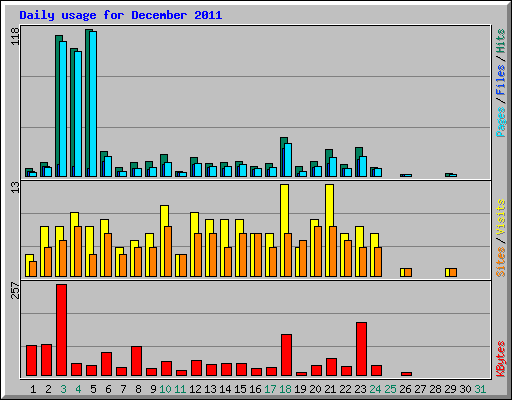 Daily usage for December 2011
118
Pages / Files / Hits
13
Sites / Visits
257
KBytes
1 2 3 4 5 6 7 8 9 10 11 12 13 14 15 16 17 18 19 20 21 22 23 24 25 26 27 28 29 30 31